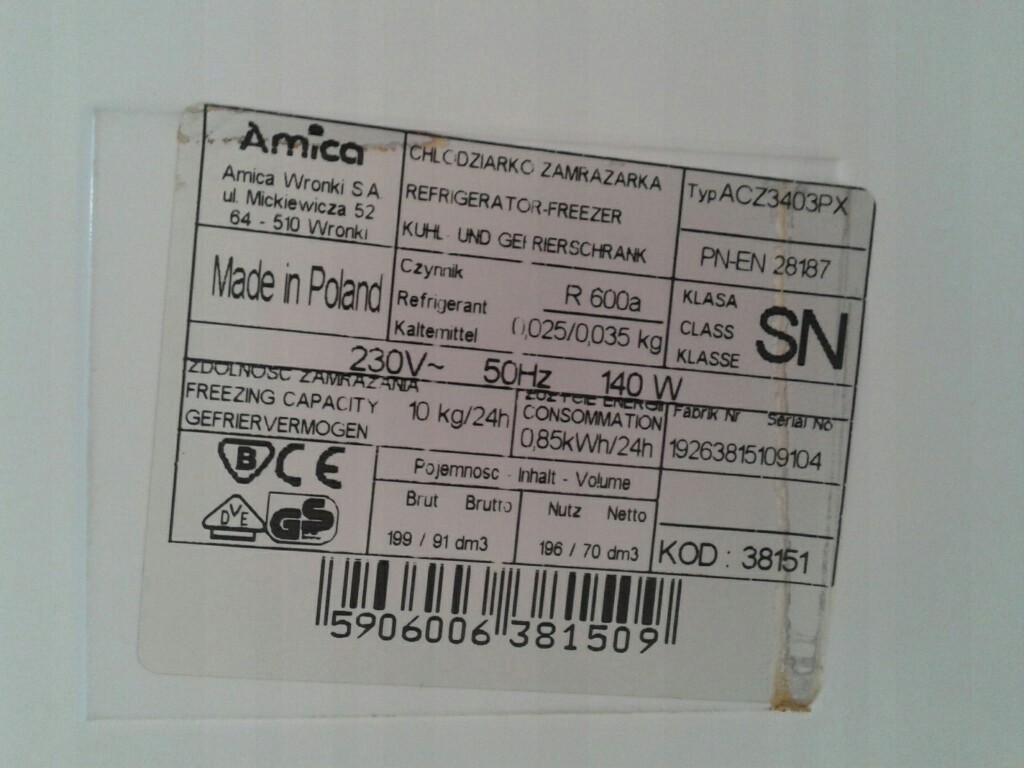 Amica
Amica Wronki S.A.
ul. Mickiewicza 52
64 - 510 Wronki
CHLODZIARKO ZAMRAZARKA
REFRIGERATOR-FREEZER
KUHL UND GEFRIERSCHRANK
Typ ACZ3403PX
PN-EN 28187
Made in Poland
Czynnik
Refrigerant
Kaltemittel
R 600a
0,025/0,035 kg
KLASA
CLASS
KLASSE
SN
230V~ 50Hz 140 W
ZDOLNOSC ZAMRAZANIA
FREEZING CAPACITY
GEFRIERVERMOGEN
10 kg/24h
ZUZYCIE ENERGII
CONSOMMATION
0,85kWh/24h
Fabrik Nr Serial No
19263815109104
B CE
DVE GS
Pojemnosc - Inhalt - Volume
Brut Brutto
199 / 91 dm3
Nutz Netto
196 / 70 dm3
KOD : 38151
5906006 381509